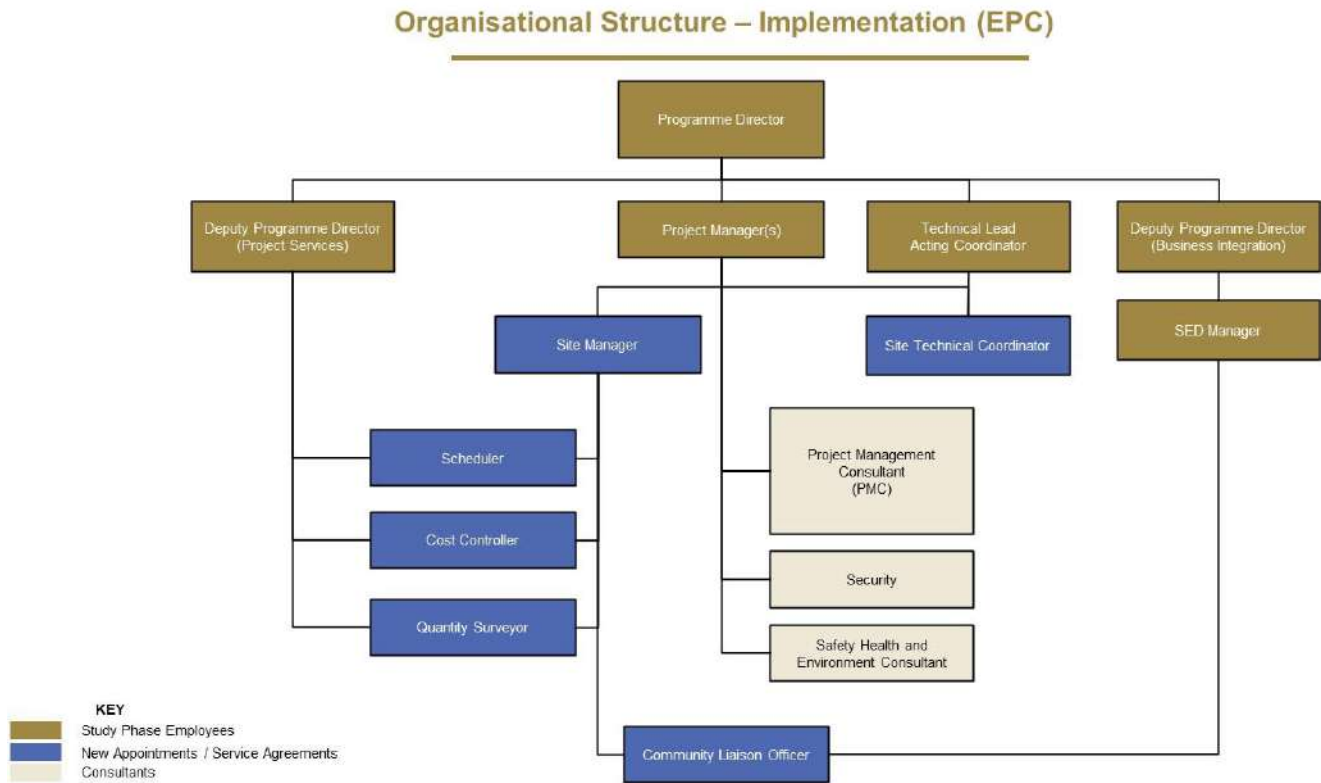 Organisational Structure – Implementation (EPC)
Programme Director
Deputy Programme Director
(Project Services)
Project Manager(s)
Technical Lead
Acting Coordinator
Deputy Programme Director
(Business Integration)
Site Manager
Site Technical Coordinator
SED Manager
Scheduler
Project Management
Consultant
(PMC)
Cost Controller
Security
Quantity Surveyor
Safety Health and
Environment Consultant
KEY
Study Phase Employees
New Appointments / Service Agreements
Consultants
Community Liaison Officer